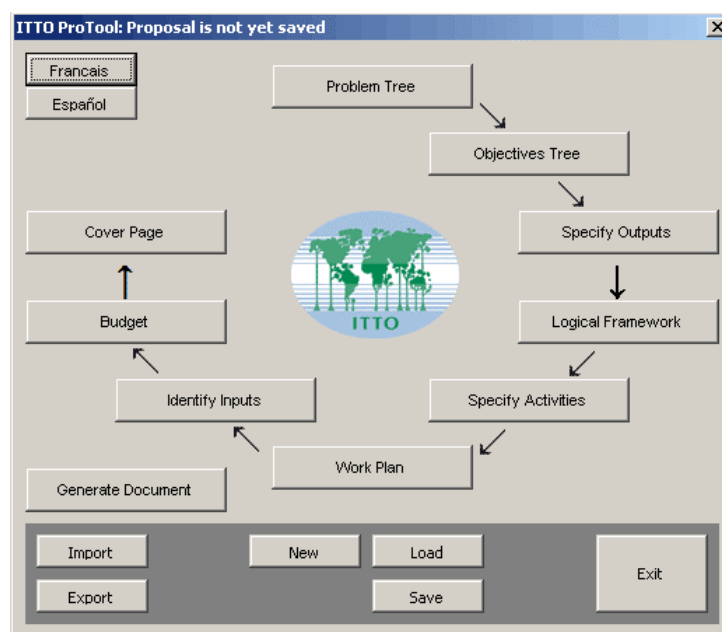 ITTO ProTool: Proposal is not yet saved
Francais
Español
Problem Tree
Objectives Tree
Cover Page
Specify Outputs
ITTO
Budget
Logical Framework
Identify Inputs
Specify Activities
Work Plan
Generate Document
Import
New
Load
Exit
Export
Save